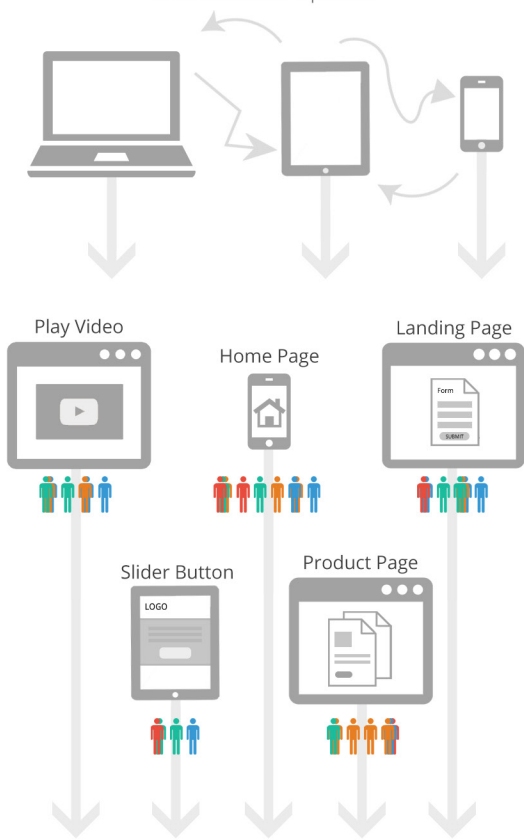 Play Video
Home Page
Landing Page
Form
SUBMIT
Slider Button
Product Page
LOGO